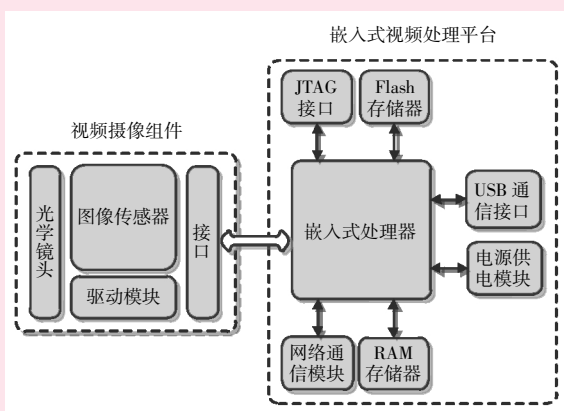 嵌入式视频处理平台
JTAG
接口
Flash
存储器
视频摄像组件
光学镜头
图像传感器
驱动模块
接口
嵌入式处理器
USB 通
信接口
电源供
电模块
网络通
信模块
RAM
存储器